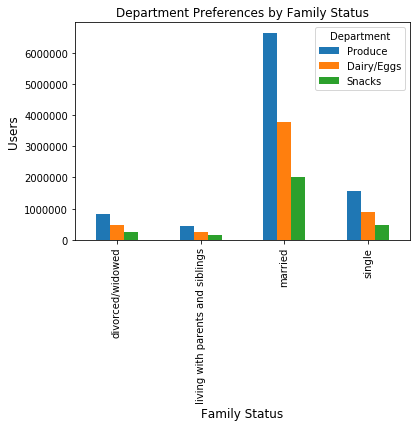 Department Preferences by Family Status
Department
Produce
Dairy/Eggs
Snacks
Users
6000000
5000000
4000000
3000000
2000000
1000000
0
divorced/widowed
living with parents and siblings
married
single
Family Status